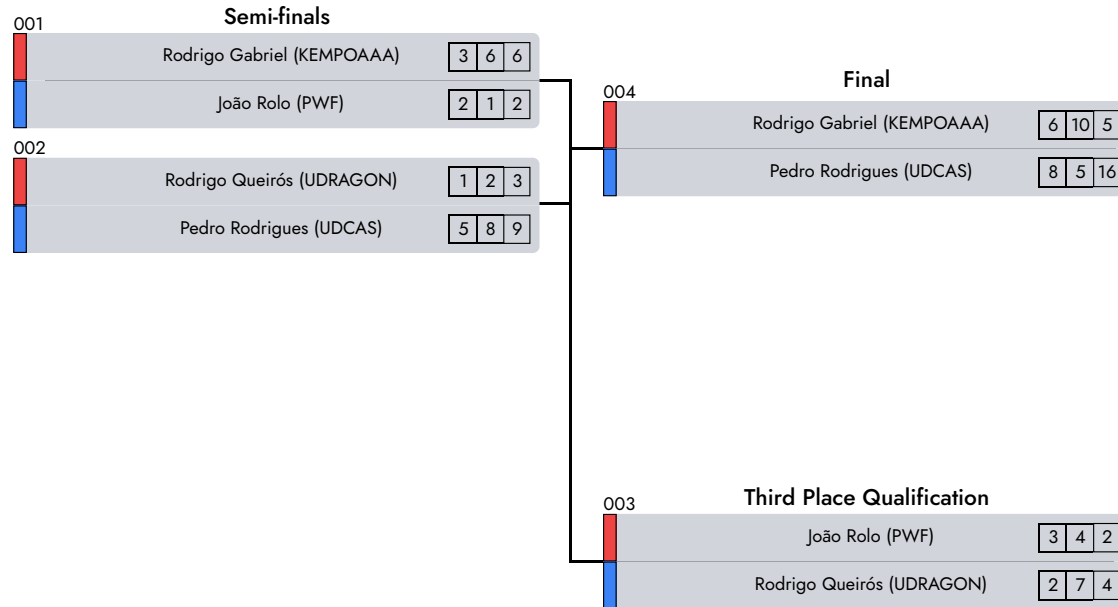 Semi-finals
001
Rodrigo Gabriel (KEMPOAAA) 3 6 6
João Rolo (PWF) 2 1 2
002
Rodrigo Queirós (UDRAGON) 1 2 3
Pedro Rodrigues (UDCAS) 5 8 9
Final
004
Rodrigo Gabriel (KEMPOAAA) 6 10 5
Pedro Rodrigues (UDCAS) 8 5 16
Third Place Qualification
003
João Rolo (PWF) 3 4 2
Rodrigo Queirós (UDRAGON) 2 7 4